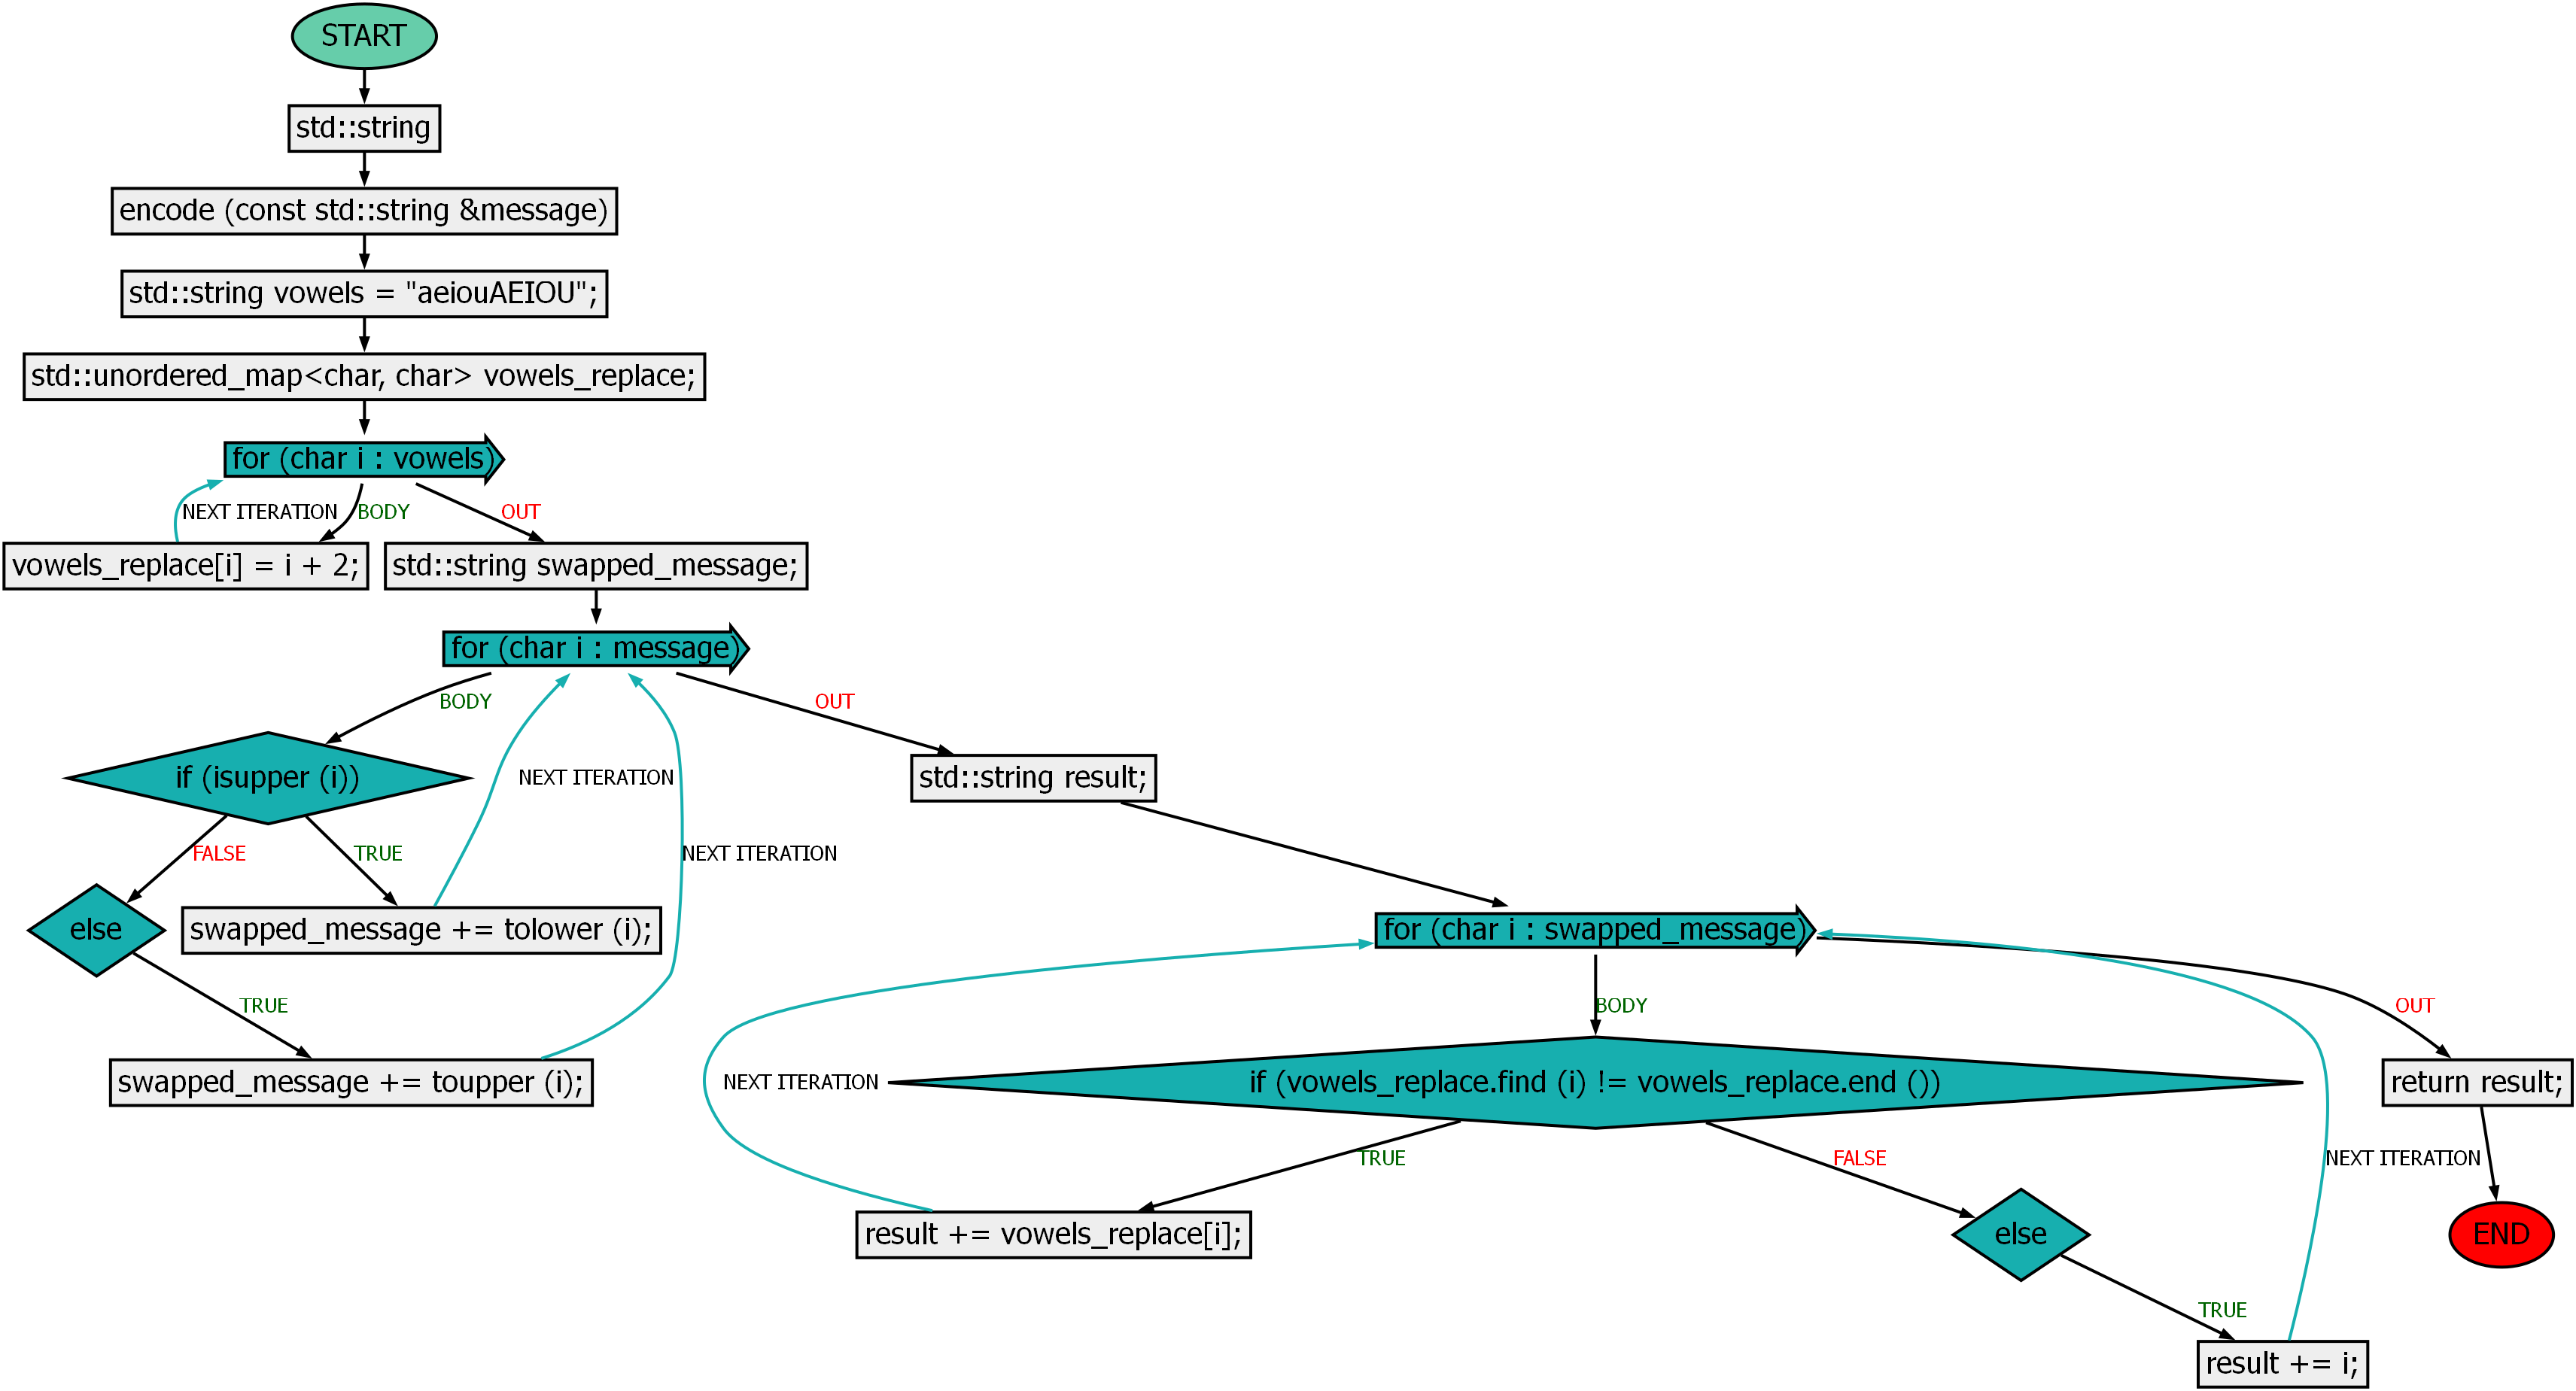 START
std::string
encode (const std::string &message)
std::string vowels = "aeiouAEIOU";
std::unordered_map<char, char> vowels_replace;
for (char i : vowels)
NEXT ITERATION
BODY
OUT
vowels_replace[i] = i + 2;
std::string swapped_message;
for (char i : message)
BODY
OUT
if (isupper (i))
NEXT ITERATION
std::string result;
FALSE
TRUE
NEXT ITERATION
else
swapped_message += tolower (i);
for (char i : swapped_message)
TRUE
BODY
OUT
swapped_message += toupper (i);
NEXT ITERATION
if (vowels_replace.find (i) != vowels_replace.end ())
return result;
TRUE
FALSE
NEXT ITERATION
result += vowels_replace[i];
else
END
TRUE
result += i;